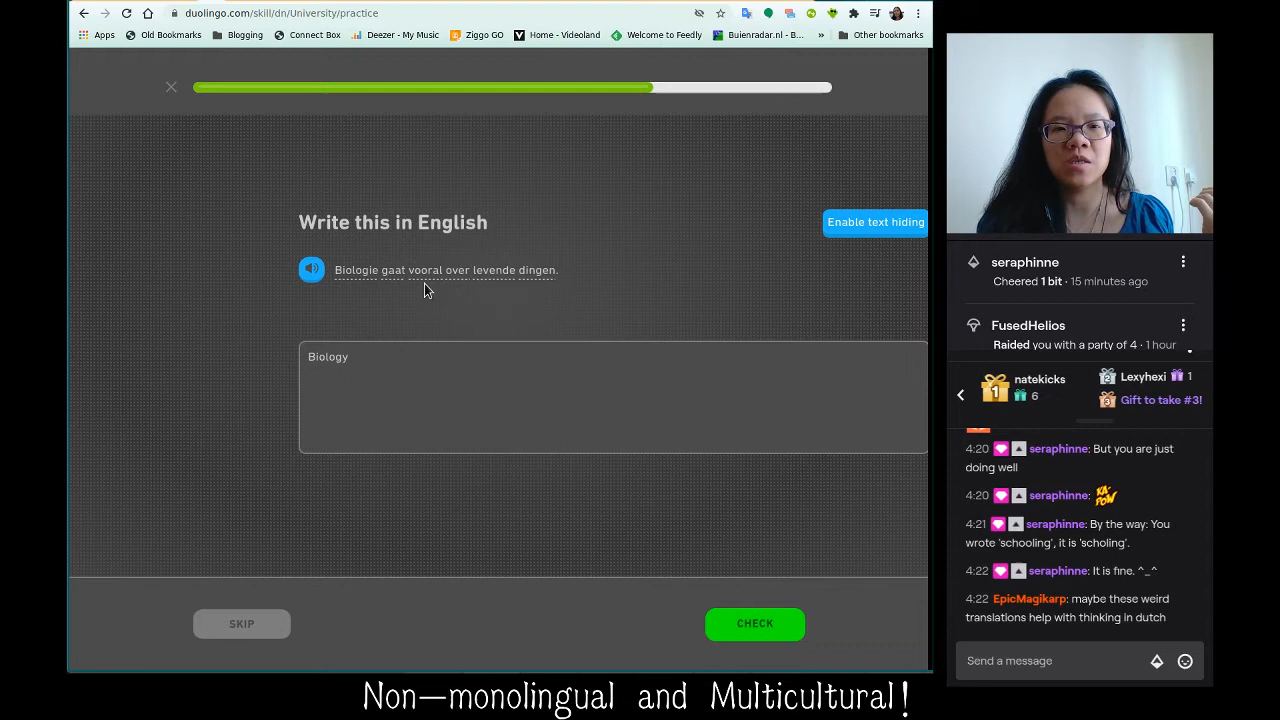 duolingo.com/skill/dn/University/practice
Apps Old Bookmarks Blogging Connect Box Deezer - My Music Ziggo GO Home - Videoland Welcome to Feedly Buienradar.nl - B... » Other bookmarks
Write this in English
Enable text hiding
Biologie gaat vooral over levende dingen.
Biology
SKIP
CHECK
seraphinne
Cheered 1 bit · 15 minutes ago
FusedHelios
Raided you with a party of 4 · 1 hour
natekicks
6
Lexyhexi 1
Gift to take #3!
4:20 seraphinne: But you are just
doing well
4:20 seraphinne: KA-
POW
4:21 seraphinne: By the way: You
wrote 'schooling', it is 'scholing'.
4:22 seraphinne: It is fine. ^_^
4:22 EpicMagikarp: maybe these weird
translations help with thinking in dutch
Send a message
Non-monolingual and Multicultural!